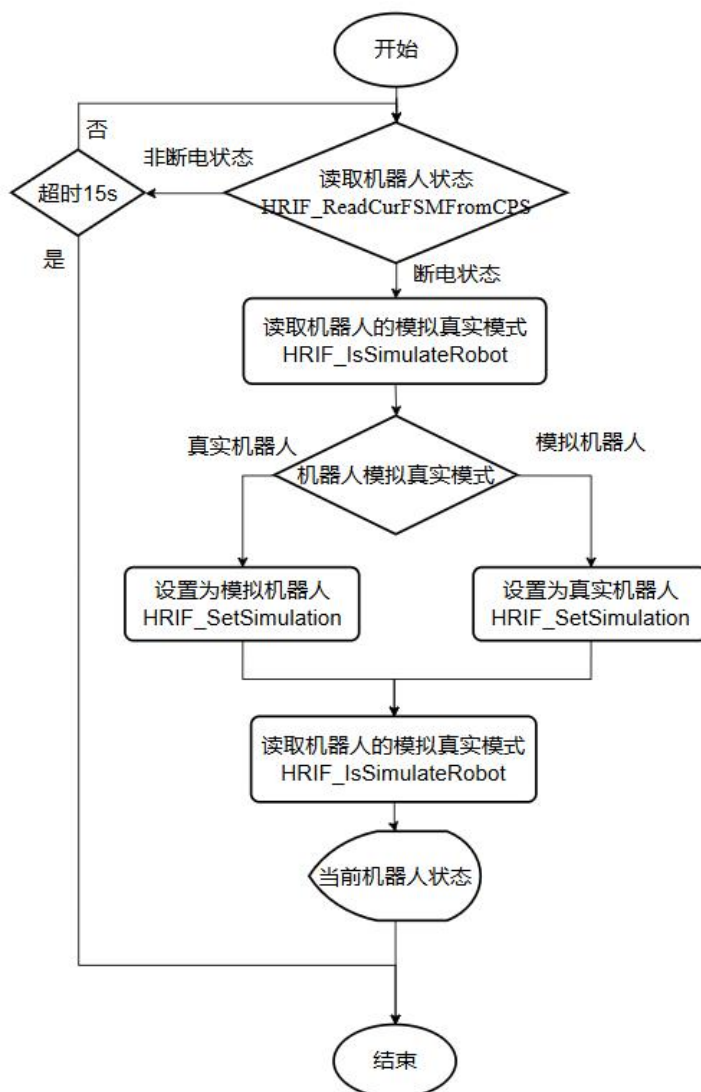 开始
否
非断电状态
超时15s
读取机器人状态
HRIF_ReadCurFSMFromCPS
是
断电状态
读取机器人的模拟真实模式
HRIF_IsSimulateRobot
真实机器人
模拟机器人
机器人模拟真实模式
设置为模拟机器人
HRIF_SetSimulation
设置为真实机器人
HRIF_SetSimulation
读取机器人的模拟真实模式
HRIF_IsSimulateRobot
当前机器人状态
结束